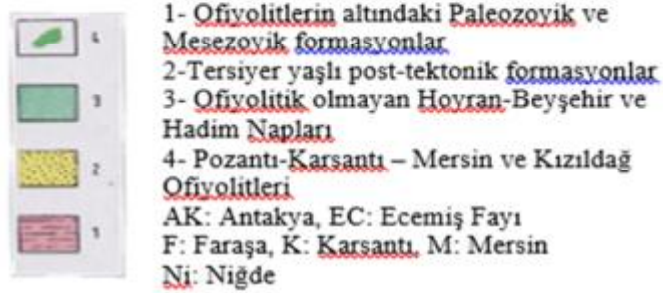 4
3
2
1
1- Ofiyolitlerin altındaki Paleozoyik ve
Mesezoyik formasyonlar
2-Tersiyer yaşlı post-tektonik formasyonlar
3- Ofiyolitik olmayan Hoyran-Beyşehir ve
Hadim Napları
4- Pozantı-Karsantı – Mersin ve Kızıldağ
Ofiyolitleri
AK: Antakya, EC: Ecemiş Fayı
F: Faraşa, K: Karsantı, M: Mersin
Ni: Niğde